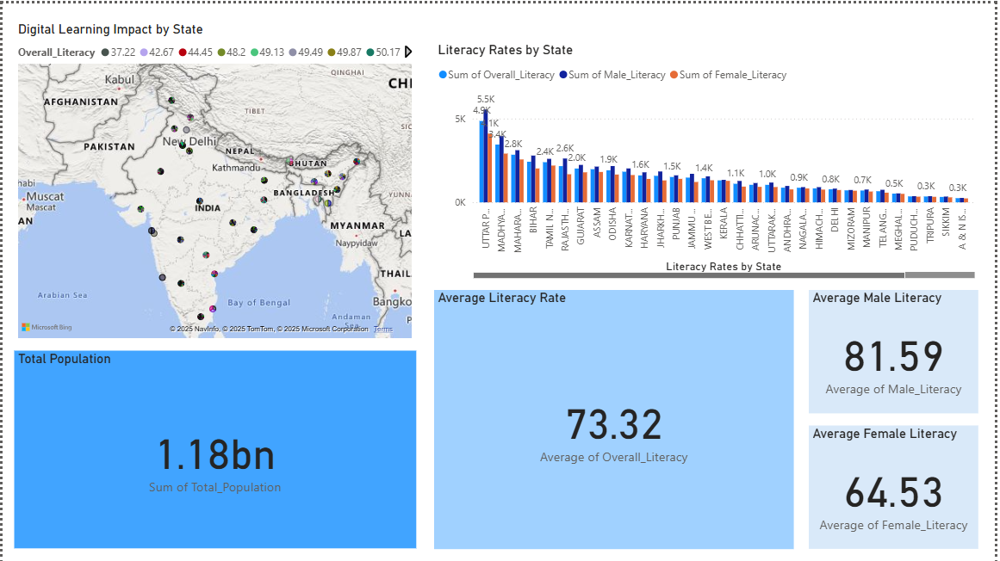 Digital Learning Impact by State
Overall_Literacy 37.22 42.67 44.45 48.2 49.13 49.49 49.87 50.17
QINGHAI
Kabul
CHI
AFGHANISTAN
TIBET
SIC
New Delhi
PAKISTAN
NEPAL
Kathmandu
BHUTAN
habi
Muscat
Muscat
AN
BANGLADESH
YUNNA
INDIA
MYANMAR
LA
Naypyidaw
THAIL
Arabian Sea
Bay of Bengal
Bangko
Andaman
Sea
Microsoft Bing
© 2025 NavInfo, © 2025 TomTom, © 2025 Microsoft Corporation Terms
Literacy Rates by State
Sum of Overall_Literacy Sum of Male_Literacy Sum of Female_Literacy
5.5K
4.9K
5K
3.4K
2.8K
2.4K
2.6K
2.0K
1.9K
1.6K
1.5K
1.4K
1.1K
1.0K
0.9K
0.8K
0.7K
0.5K
0.3K
0.3K
0K
UTTAR P...
MADHYA...
MAHARA...
BIHAR
TAMIL N...
RAJASTH...
GUJARAT
ASSAM
ODISHA
KARNAT...
HARYANA
JHARKH...
PUNJAB
JAMMU ...
WEST BE...
KERALA
CHHATTI...
ARUNAC...
UTTARAK...
ANDHRA...
NAGALA...
HIMACH...
DELHI
MIZORAM
MANIPUR
TELANG...
MEGHAL...
PUDUCH...
TRIPURA
SIKKIM
A & N IS...
Literacy Rates by State
Total Population
1.18bn
Sum of Total_Population
Average Literacy Rate
73.32
Average of Overall_Literacy
Average Male Literacy
81.59
Average of Male_Literacy
Average Female Literacy
64.53
Average of Female_Literacy